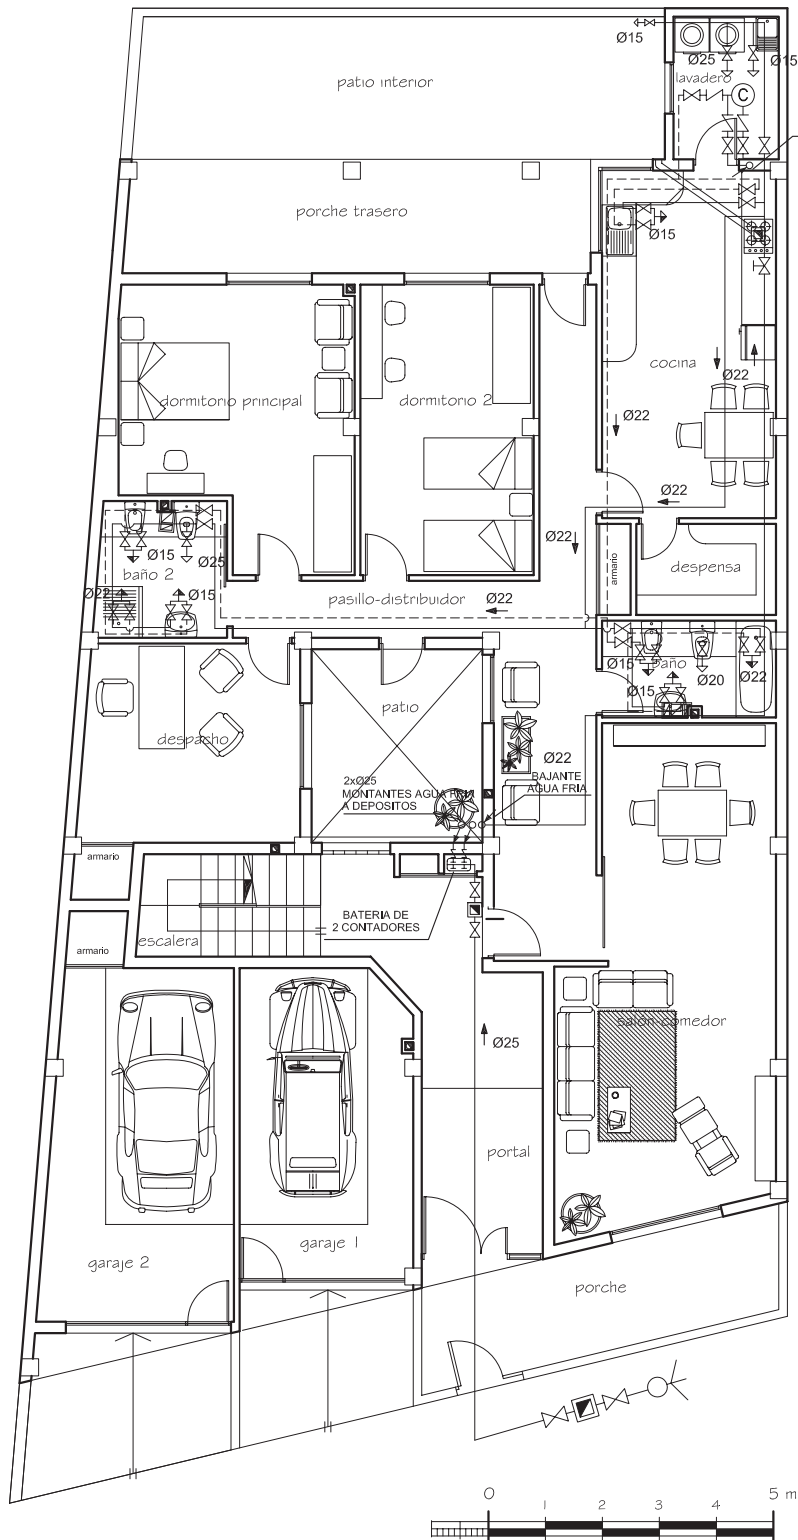 Ø15
Ø25
Ø15
patio interior
lavadero
C
porche trasero
Ø15
cocina
Ø22
dormitorio principal
dormitorio 2
Ø22
Ø22
Ø22
Ø15
Ø25
baño 2
armario
despensa
Ø22
Ø15
pasillo-distribuidor
Ø22
Ø15
baño
Ø20
Ø22
Ø15
patio
despacho
Ø22
2xØ25
MONTANTES AGUA
A DEPOSITOS
BAJANTE
AGUA FRIA
armario
BATERIA DE
2 CONTADORES
escalera
armario
salón-comedor
Ø25
portal
garaje 1
garaje 2
porche
0 1 2 3 4 5 m